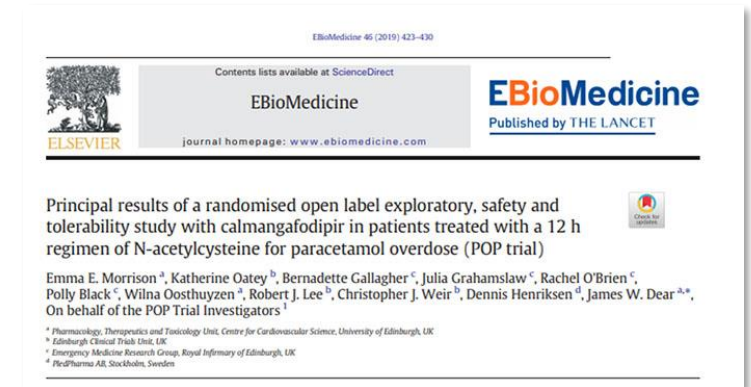 EBioMedicine 46 (2019) 423–430
Contents lists available at ScienceDirect
EBioMedicine
journal homepage: www.ebiomedicine.com
ELSEVIER
EBioMedicine
Published by THE LANCET
Principal results of a randomised open label exploratory, safety and
tolerability study with calmangafodipir in patients treated with a 12 h
regimen of N-acetylcysteine for paracetamol overdose (POP trial)
Check for
updates
Emma E. Morrison a, Katherine Oatey b, Bernadette Gallagher c, Julia Grahamslaw c, Rachel O'Brien c,
Polly Black c, Wilna Oosthuyzen a, Robert J. Lee b, Christopher J. Weir b, Dennis Henriksen d, James W. Dear a,*,
On behalf of the POP Trial Investigators 1
a Pharmacology, Therapeutics and Toxicology Unit, Centre for Cardiovascular Science, University of Edinburgh, UK
b Edinburgh Clinical Trials Unit, UK
c Emergency Medicine Research Group, Royal Infirmary of Edinburgh, UK
d PledPharma AB, Stockholm, Sweden